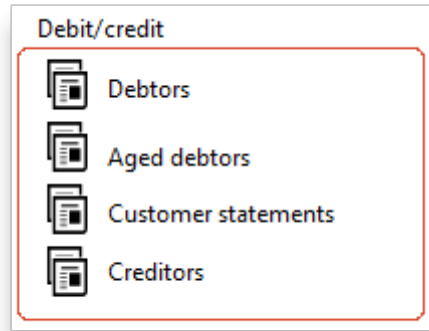 Debit/credit
Debtors
Aged debtors
Customer statements
Creditors